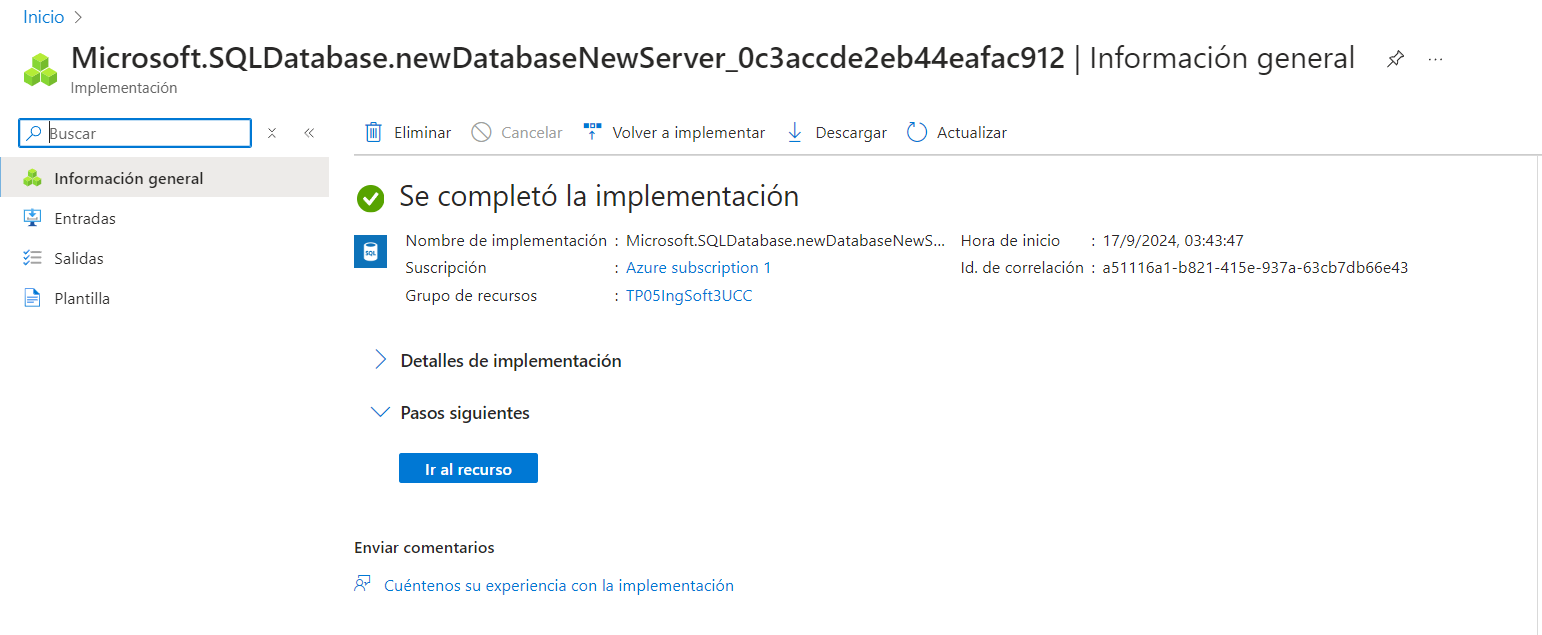 Inicio
Microsoft.SQLDatabase.newDatabaseNewServer_0c3accde2eb44eafac912 | Información general
...
Implementación
Buscar
Eliminar
Cancelar
Volver a implementar
Descargar
Actualizar
Información general
Entradas
Salidas
Plantilla
Se completó la implementación
SQL
Nombre de implementación : Microsoft.SQLDatabase.newDatabaseNewS...
Suscripción : Azure subscription 1
Grupo de recursos : TP05IngSoft3UCC
Hora de inicio : 17/9/2024, 03:43:47
Id. de correlación : a51116a1-b821-415e-937a-63cb7db66e43
Detalles de implementación
Pasos siguientes
Ir al recurso
Enviar comentarios
Cuéntenos su experiencia con la implementación